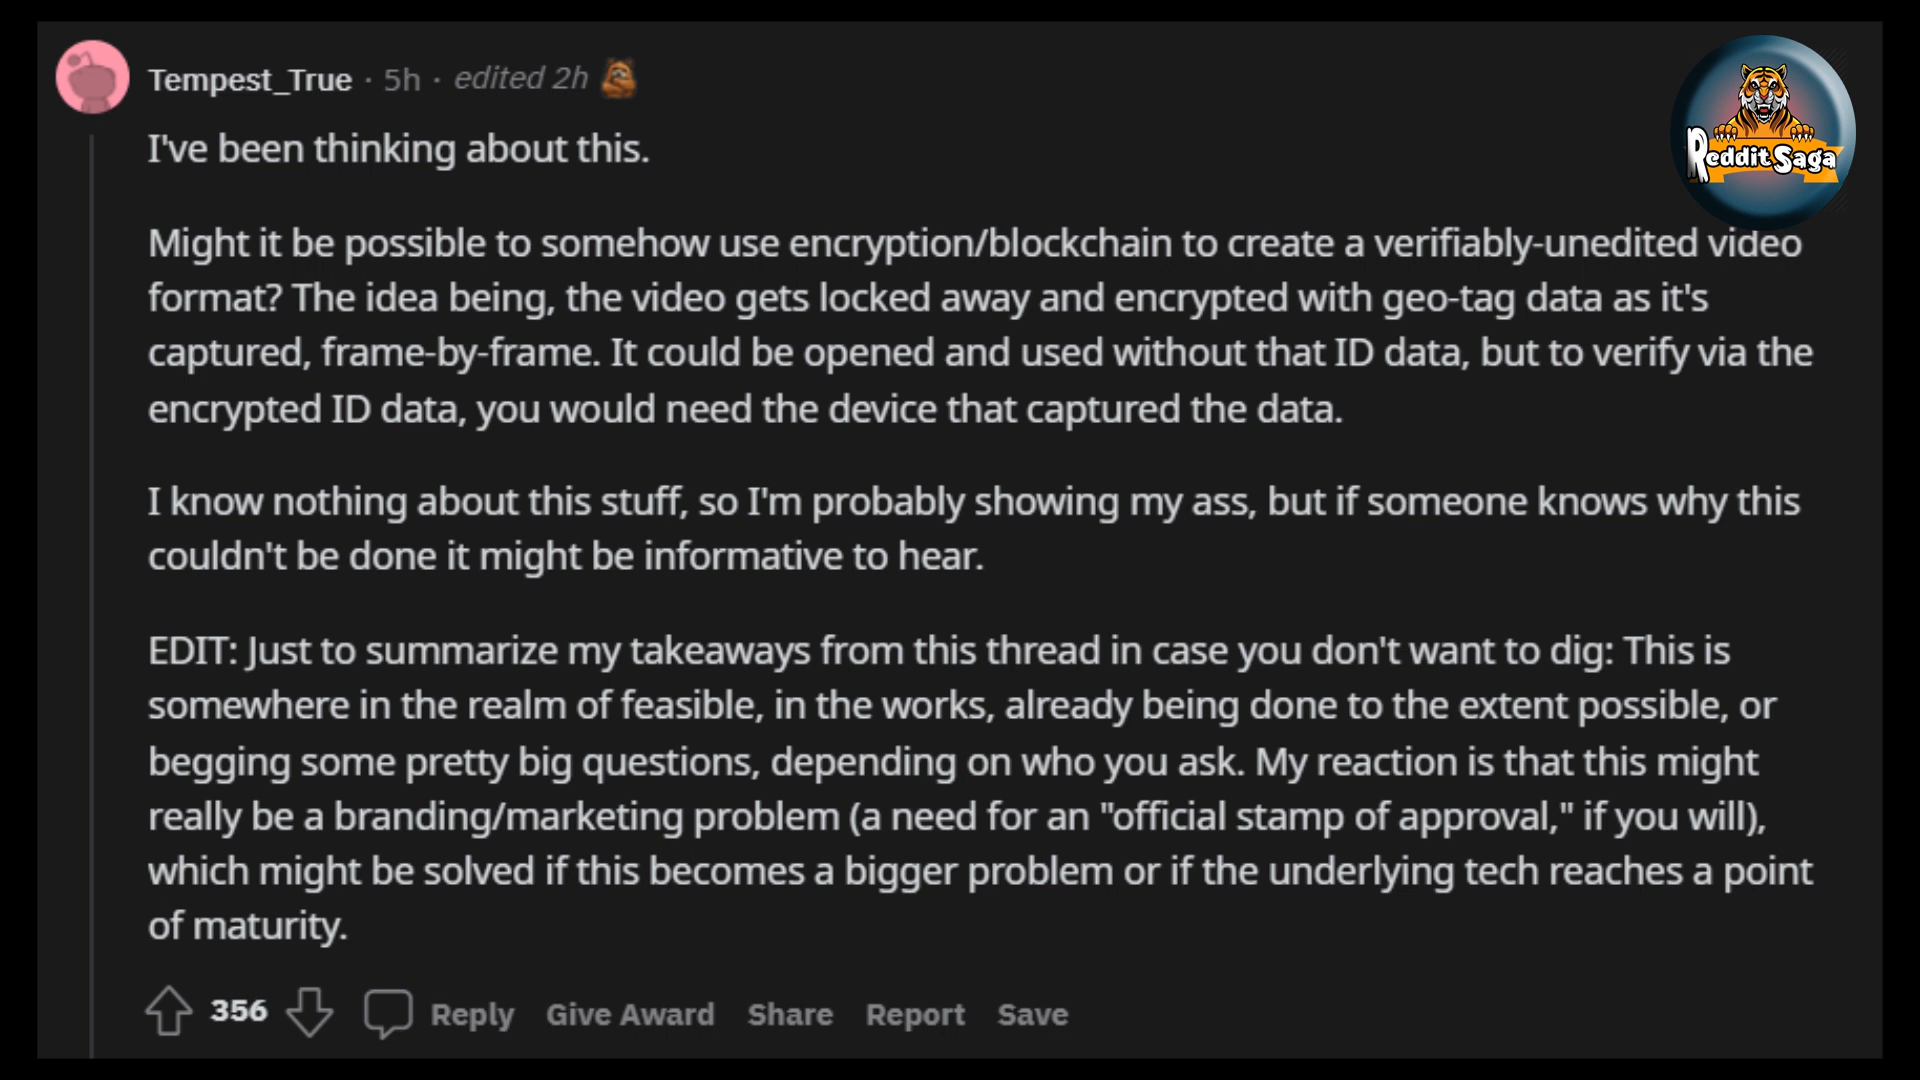 Tempest_True · 5h · edited 2h
Reddit Saga
I've been thinking about this.
Might it be possible to somehow use encryption/blockchain to create a verifiably-unedited video
format? The idea being, the video gets locked away and encrypted with geo-tag data as it's
captured, frame-by-frame. It could be opened and used without that ID data, but to verify via the
encrypted ID data, you would need the device that captured the data.
I know nothing about this stuff, so I'm probably showing my ass, but if someone knows why this
couldn't be done it might be informative to hear.
EDIT: Just to summarize my takeaways from this thread in case you don't want to dig: This is
somewhere in the realm of feasible, in the works, already being done to the extent possible, or
begging some pretty big questions, depending on who you ask. My reaction is that this might
really be a branding/marketing problem (a need for an "official stamp of approval," if you will),
which might be solved if this becomes a bigger problem or if the underlying tech reaches a point
of maturity.
356 Reply Give Award Share Report Save